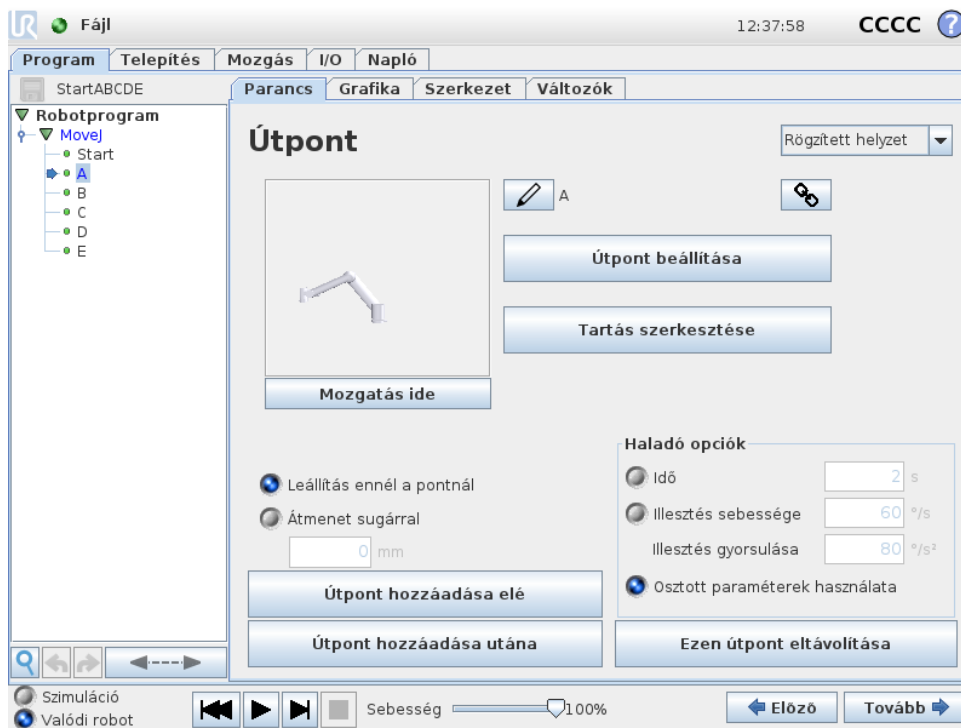 UR Fájl 12:37:58 CCCC ?
Program Telepítés Mozgás I/O Napló
StartABCDE
Parancs Grafika Szerkezet Változók
Robotprogram
MoveJ
Start
A
B
C
D
E
Útpont
Rögzített helyzet
A
Útpont beállítása
Tartás szerkesztése
Mozgatás ide
Leállítás ennél a pontnál
Átmenet sugárral
0 mm
Haladó opciók
Idő 2 s
Illesztés sebessége 60 °/s
Illesztés gyorsulása 80 °/s²
Osztott paraméterek használata
Útpont hozzáadása elé
Útpont hozzáadása utána
Ezen útpont eltávolítása
Szimuláció
Valódi robot
Sebesség 100%
Elöző
Tovább